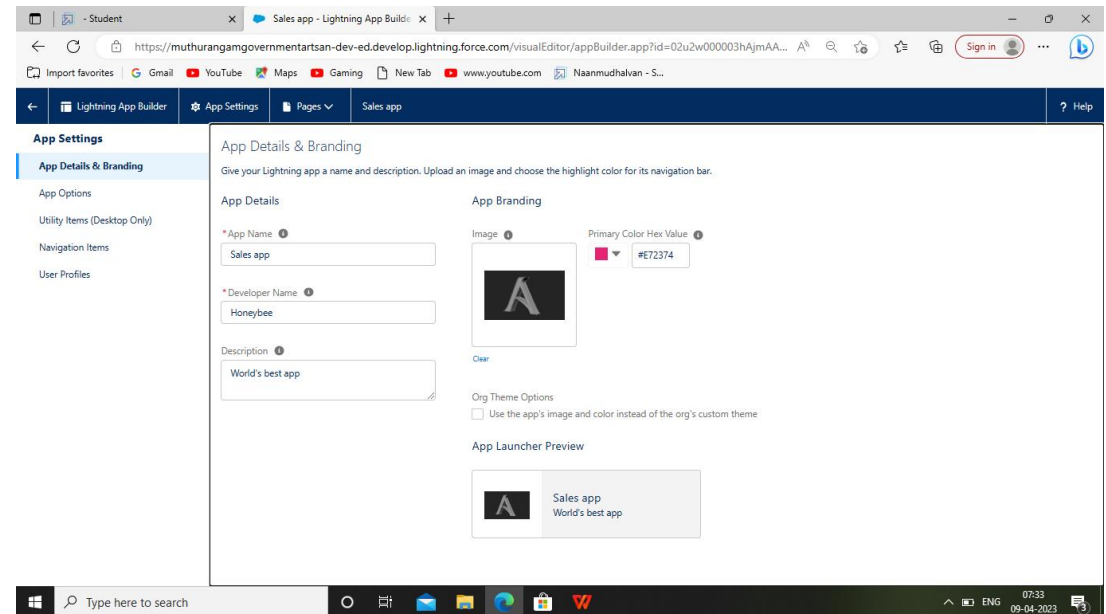 - Student
Sales app - Lightning App Builde
https://muthurangamgovernmentartsan-dev-ed.develop.lightning.force.com/visualEditor/appBuilder.app?id=02u2w000003hAjmAA...
Sign in
Import favorites
Gmail
YouTube
Maps
Gaming
New Tab
www.youtube.com
Naanmudhalvan - S...
Lightning App Builder
App Settings
Pages
Sales app
? Help
App Settings
App Details & Branding
App Options
Utility Items (Desktop Only)
Navigation Items
User Profiles
App Details & Branding
Give your Lightning app a name and description. Upload an image and choose the highlight color for its navigation bar.
App Details
*App Name
Sales app
*Developer Name
Honeybee
Description
World's best app
App Branding
Image
A
Clear
Primary Color Hex Value
#E72374
Org Theme Options
Use the app's image and color instead of the org's custom theme
App Launcher Preview
A
Sales app
World's best app
Type here to search
ENG
07:33
09-04-2023
3